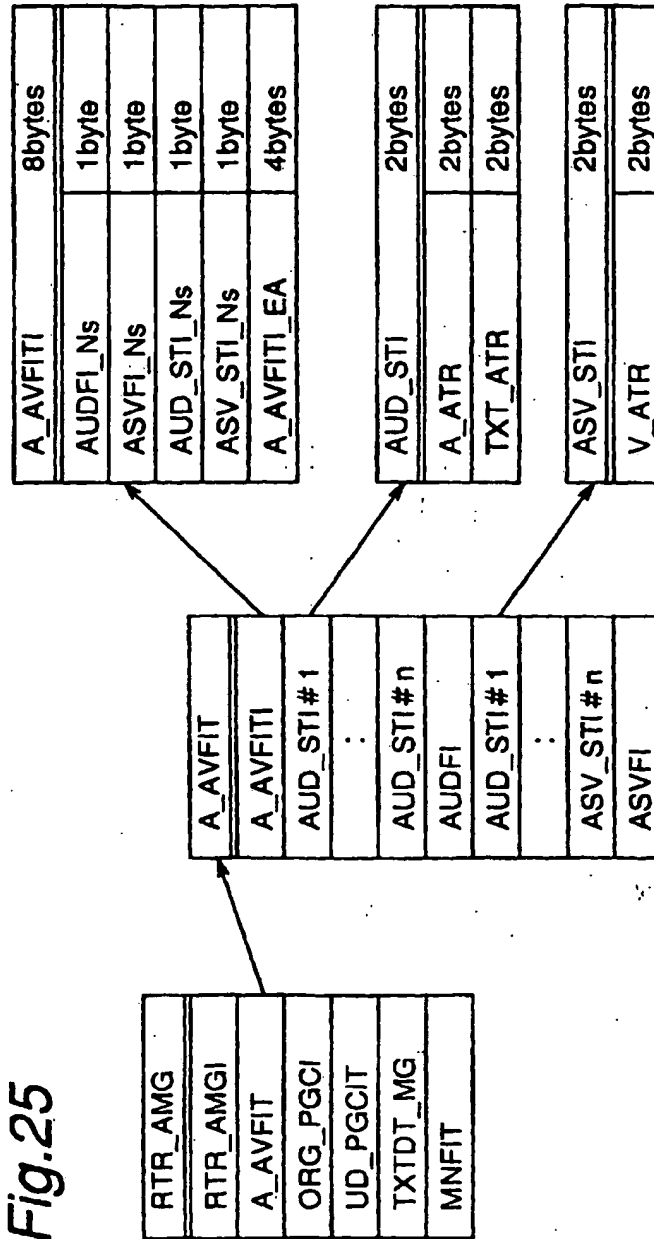 Fig.25
RTR_AMG
RTR_AMGI
A_AVFIT
ORG_PGCI
UD_PGCIT
TXTDT_MG
MNFIT
A_AVFIT
A_AVFITI
AUD_STI#1
:
AUD_STI#n
AUDFI
AUD_STI#1
:
ASV_STI#n
ASVFI
A_AVFITI 8bytes
AUDFI_Ns 1byte
ASVFI_Ns 1byte
AUD_STI_Ns 1byte
ASV_STI_Ns 1byte
A_AVFITI_EA 4bytes
AUD_STI 2bytes
A_ATR 2bytes
TXT_ATR 2bytes
ASV_STI 2bytes
V_ATR 2bytes